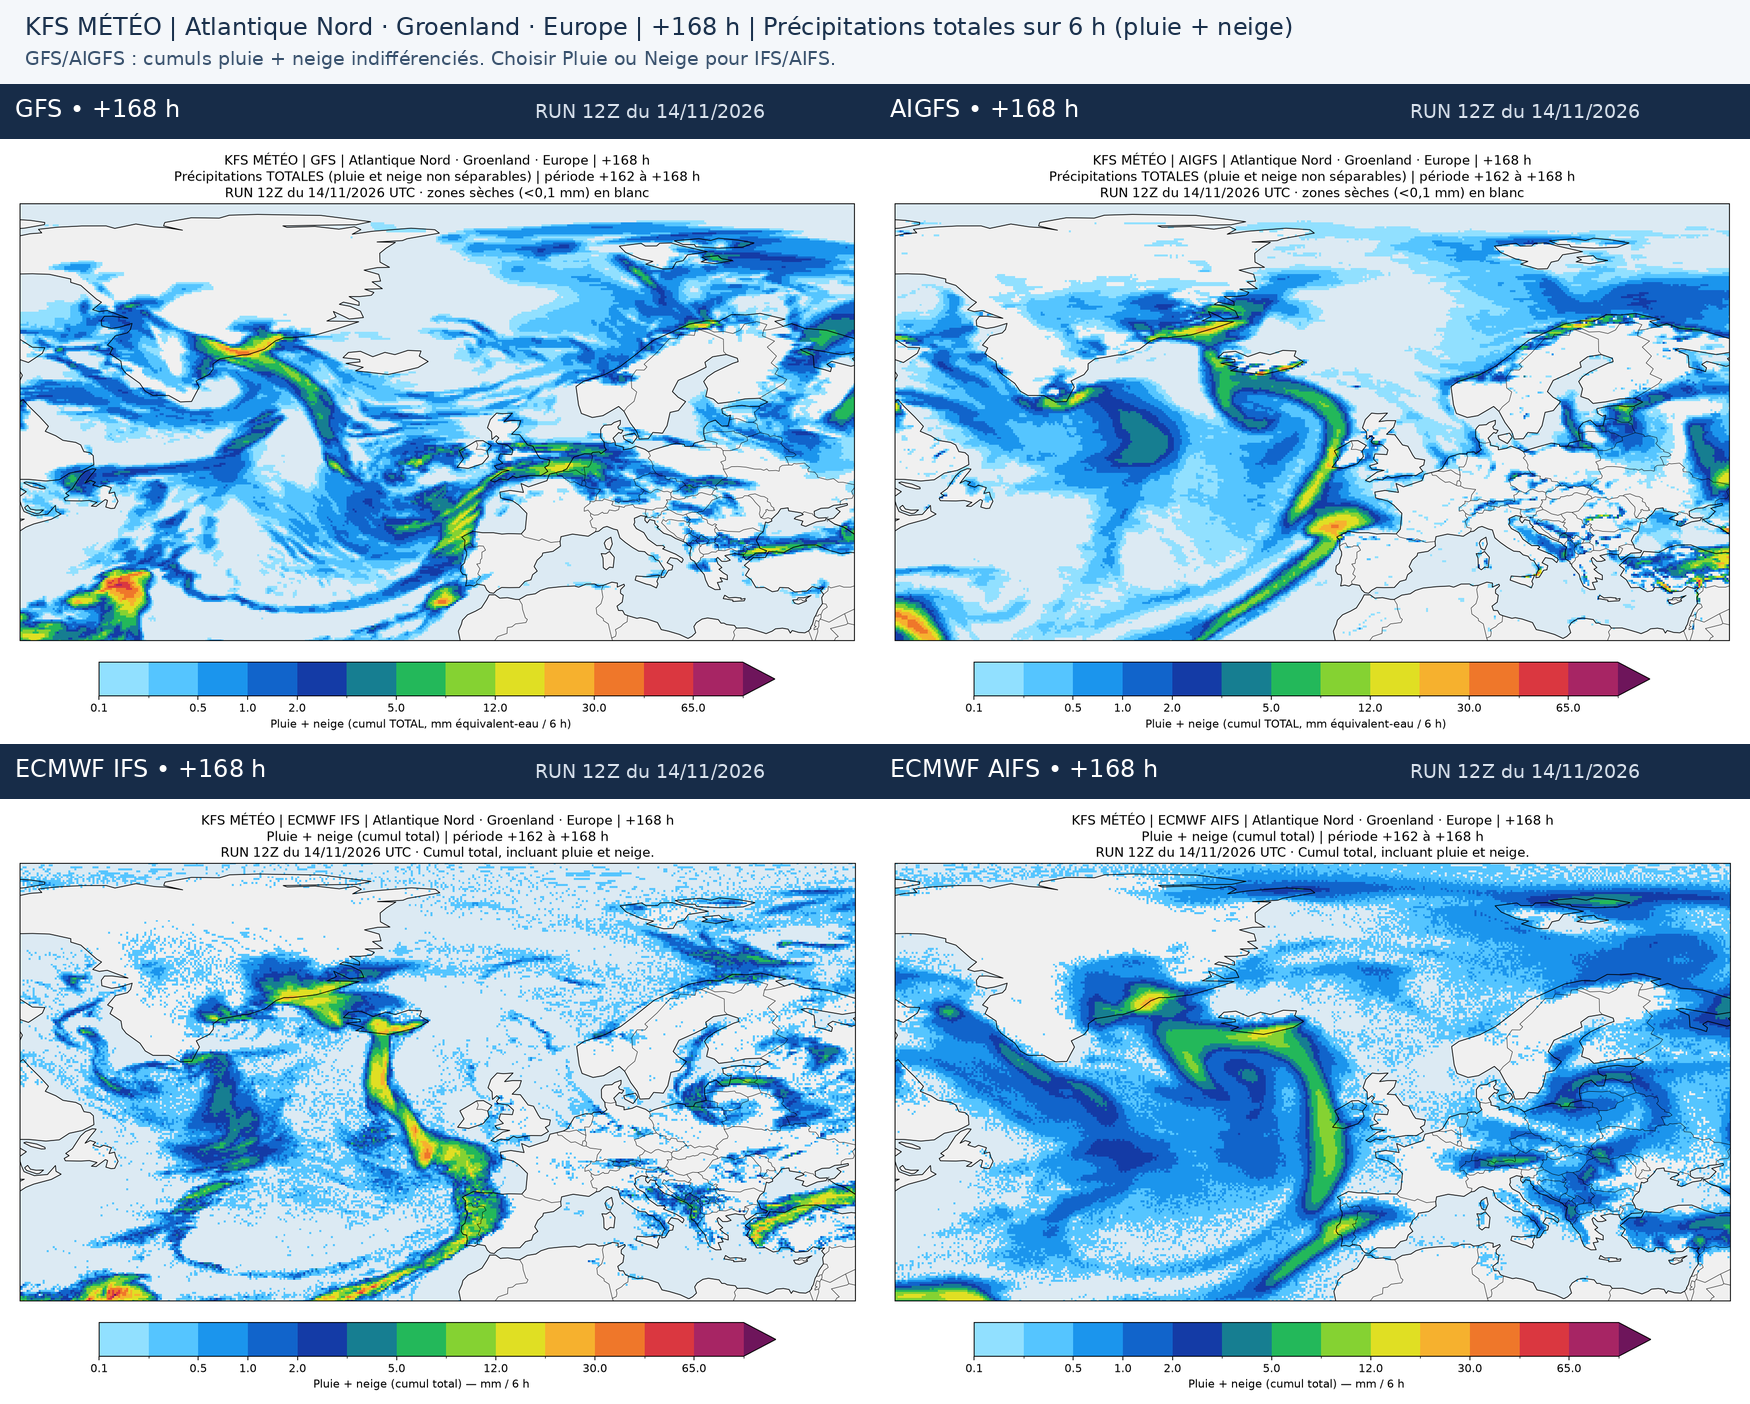 KFS MÉTÉO | Atlantique Nord · Groenland · Europe | +168 h | Précipitations totales sur 6 h (pluie + neige)
GFS/AIGFS : cumuls pluie + neige indifférenciés. Choisir Pluie ou Neige pour IFS/AIFS.
GFS • +168 h
RUN 12Z du 14/11/2026
AIGFS • +168 h
RUN 12Z du 14/11/2026
KFS MÉTÉO | GFS | Atlantique Nord · Groenland · Europe | +168 h
Précipitations TOTALES (pluie et neige non séparables) | période +162 à +168 h
RUN 12Z du 14/11/2026 UTC · zones sèches (<0,1 mm) en blanc
KFS MÉTÉO | AIGFS | Atlantique Nord · Groenland · Europe | +168 h
Précipitations TOTALES (pluie et neige non séparables) | période +162 à +168 h
RUN 12Z du 14/11/2026 UTC · zones sèches (<0,1 mm) en blanc
0.1 0.5 1.0 2.0 5.0 12.0 30.0 65.0
Pluie + neige (cumul TOTAL, mm équivalent-eau / 6 h)
0.1 0.5 1.0 2.0 5.0 12.0 30.0 65.0
Pluie + neige (cumul TOTAL, mm équivalent-eau / 6 h)
ECMWF IFS • +168 h
RUN 12Z du 14/11/2026
ECMWF AIFS • +168 h
RUN 12Z du 14/11/2026
KFS MÉTÉO | ECMWF IFS | Atlantique Nord · Groenland · Europe | +168 h
Pluie + neige (cumul total) | période +162 à +168 h
RUN 12Z du 14/11/2026 UTC · Cumul total, incluant pluie et neige.
KFS MÉTÉO | ECMWF AIFS | Atlantique Nord · Groenland · Europe | +168 h
Pluie + neige (cumul total) | période +162 à +168 h
RUN 12Z du 14/11/2026 UTC · Cumul total, incluant pluie et neige.
0.1 0.5 1.0 2.0 5.0 12.0 30.0 65.0
Pluie + neige (cumul total) — mm / 6 h
0.1 0.5 1.0 2.0 5.0 12.0 30.0 65.0
Pluie + neige (cumul total) — mm / 6 h